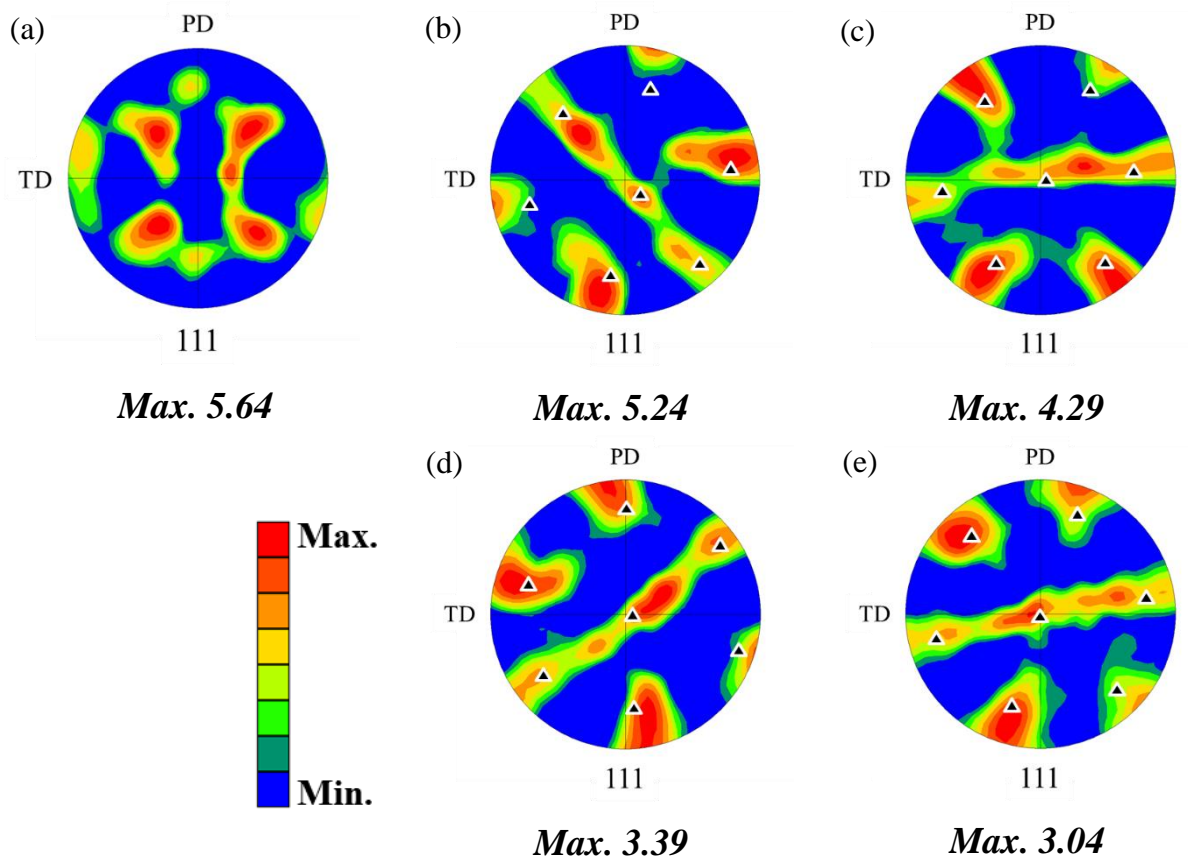 (a)
PD
TD
111
Max. 5.64
(b)
PD
TD
111
Max. 5.24
(c)
PD
TD
111
Max. 4.29
Max.
Min.
(d)
PD
TD
111
Max. 3.39
(e)
PD
TD
111
Max. 3.04